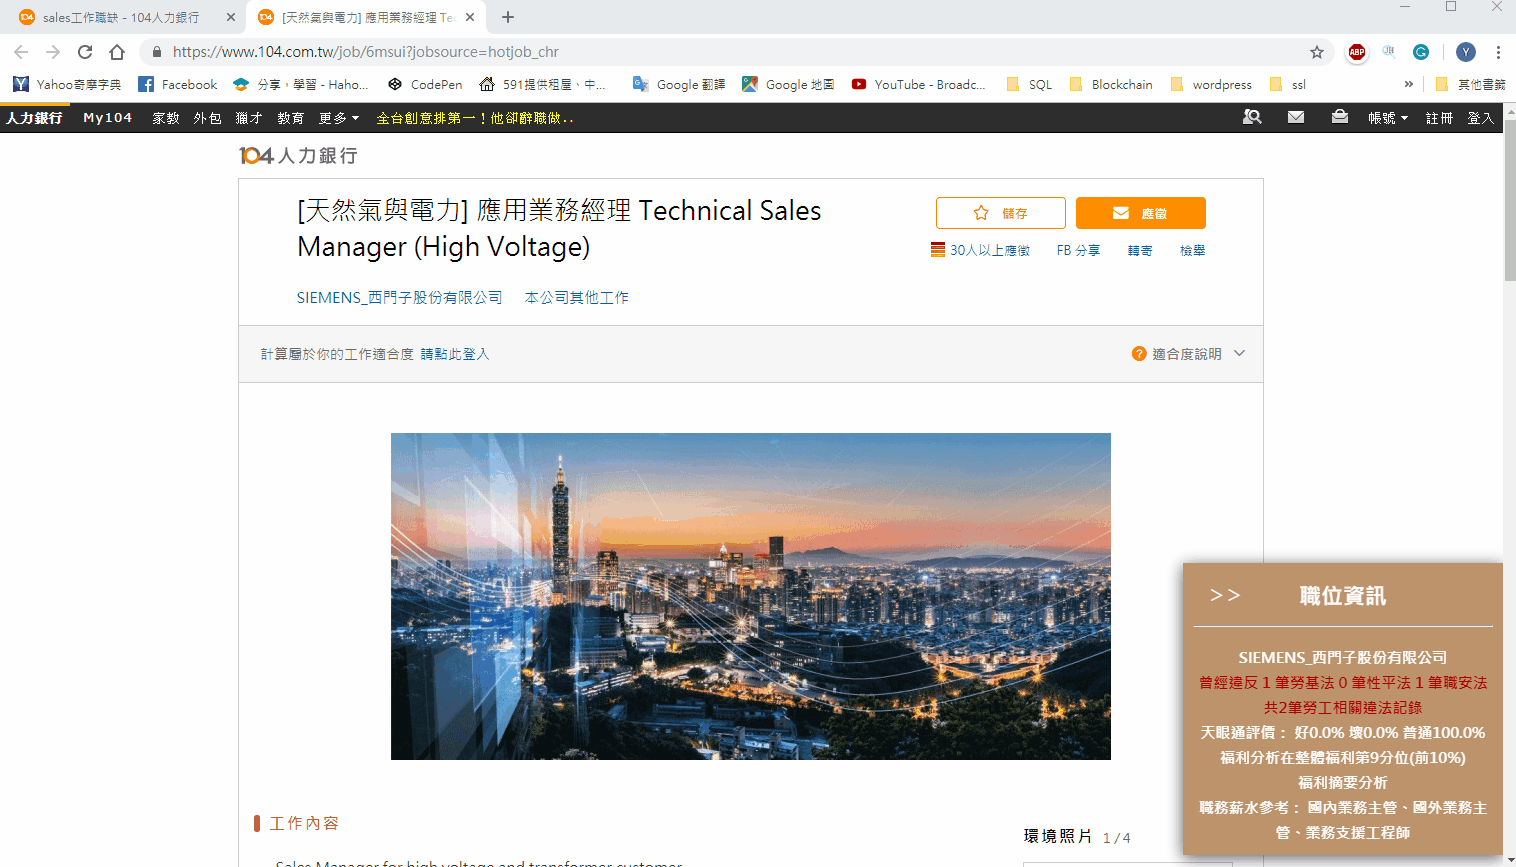 sales工作職缺 - 104人力銀行
[天然氣與電力] 應用業務經理 Te
https://www.104.com.tw/job/6msui?jobsource=hotjob_chr
ABP
Y
Yahoo奇摩字典
Facebook
分享，學習 - Haho...
CodePen
591提供租屋、中...
Google 翻譯
Google 地圖
YouTube - Broadc...
SQL
Blockchain
wordpress
ssl
»
其他書籤
人力銀行 My104 家教 外包 獵才 教育 更多 全台創意排第一！他卻辭職做.. 帳號 註冊 登入
104人力銀行
[天然氣與電力] 應用業務經理 Technical Sales
Manager (High Voltage)
儲存
應徵
30人以上應徵 FB 分享 轉寄 檢舉
SIEMENS_西門子股份有限公司 本公司其他工作
計算屬於你的工作適合度 請點此登入
? 適合度說明
>> 職位資訊
SIEMENS_西門子股份有限公司
曾經違反 1 筆勞基法 0 筆性平法 1 筆職安法
共2筆勞工相關違法記錄
天眼通評價： 好0.0% 壞0.0% 普通100.0%
福利分析在整體福利第9分位(前10%)
福利摘要分析
職務薪水參考： 國內業務主管、國外業務主
管、業務支援工程師
工作內容
環境照片 1 / 4
Sales Manager for high voltage and transformer customer